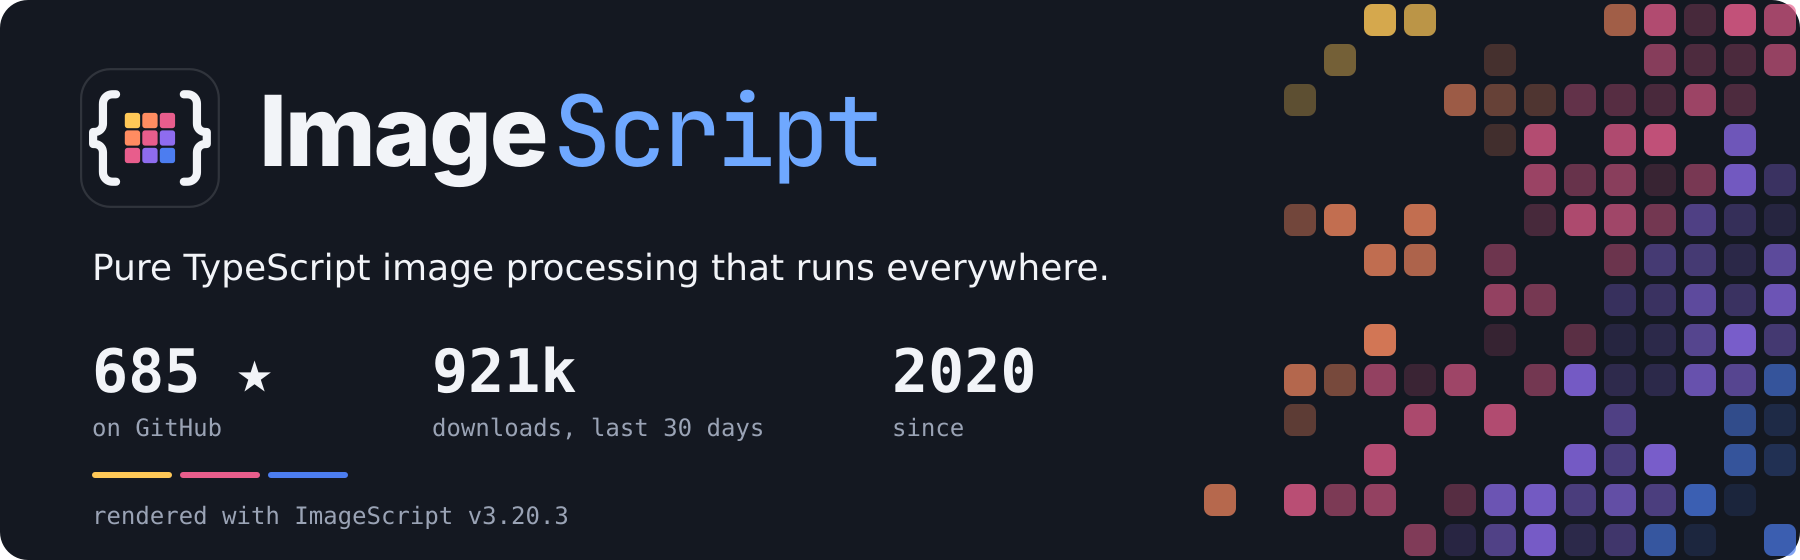 ImageScript
Pure TypeScript image processing that runs everywhere.
685 ★
on GitHub
921k
downloads, last 30 days
2020
since
rendered with ImageScript v3.20.3